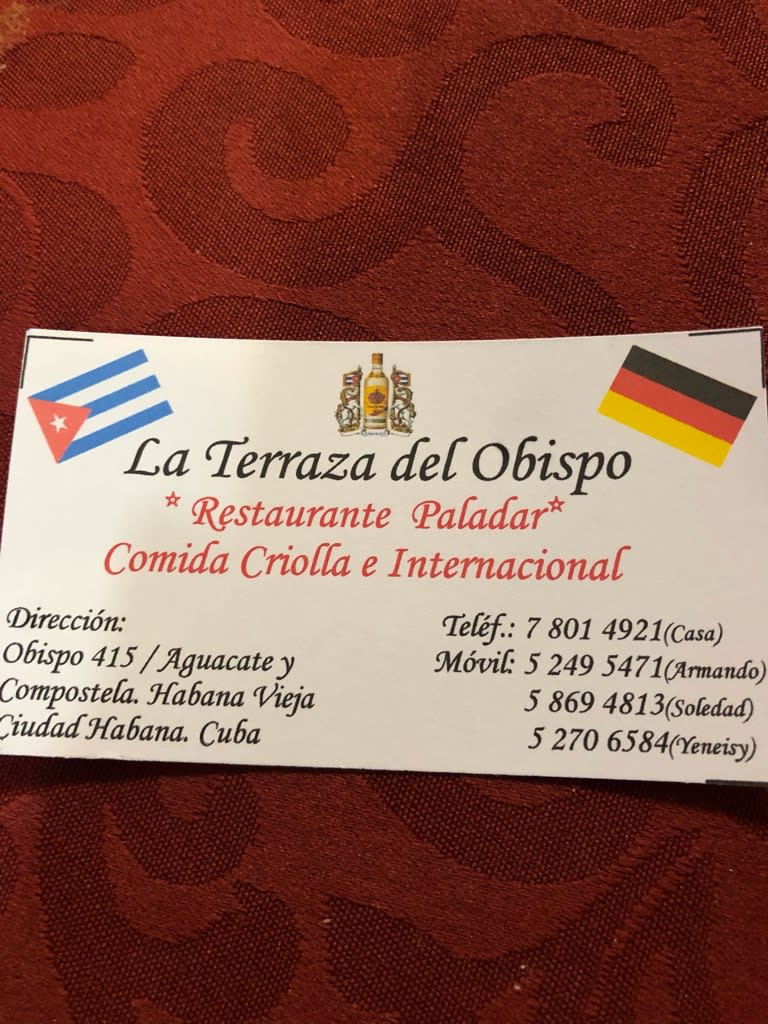 La Terraza del Obispo
* Restaurante Paladar*
Comida Criolla e Internacional
Dirección:
Obispo 415 / Aguacate y
Compostela. Habana Vieja
Ciudad Habana. Cuba
Teléf.: 7 801 4921(Casa)
Móvil: 5 249 5471(Armando)
5 869 4813(Soledad)
5 270 6584(Yeneisy)